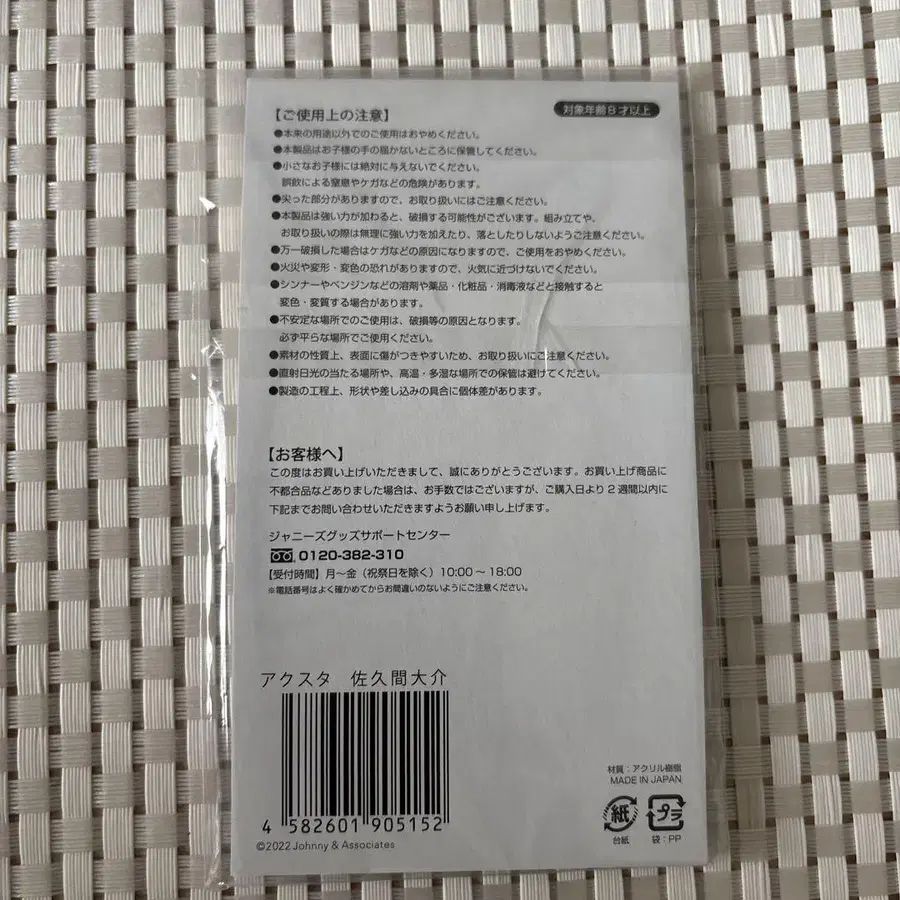 【ご使用上の注意】
対象年齢8才以上
●本来の用途以外でのご使用はおやめください。
●本製品はお子様の手の届かないところに保管してください。
●小さなお子様には絶対に与えないでください。
誤飲による窒息やケガなどの危険があります。
●尖った部分がありますので、お取り扱いにはご注意ください。
●本製品は強い力が加わると、破損する可能性がございます。組み立てや、
お取り扱いの際は無理に強い力を加えたり、落としたりしないようご注意ください。
●万一破損した場合はケガなどの原因になりますので、ご使用をおやめください。
●火災や変形・変色の恐れがありますので、火気に近づけないでください。
●シンナーやベンジンなどの溶剤や薬品・化粧品・消毒液などと接触すると
変色・変質する場合があります。
●不安定な場所でのご使用は、破損等の原因となります。
必ず平らな場所でご使用ください。
●素材の性質上、表面に傷がつきやすいため、お取り扱いにご注意ください。
●直射日光の当たる場所や、高温・多湿な場所での保管は避けてください。
●製造の工程上、形状や差し込みの具合に個体差があります。
【お客様へ】
この度はお買い上げいただきまして、誠にありがとうございます。お買い上げ商品に
不都合品などありました場合は、お手数ではございますが、ご購入日より2週間以内に
下記までお問い合わせいただきますようお願い申し上げます。
ジャニーズグッズサポートセンター
0120-382-310
【受付時間】月～金（祝祭日を除く）10:00～18:00
※電話番号はよく確かめてからお間違いのないようにご注意ください。
アクスタ 佐久間大介
4 582601 905152
©2022 Johnny & Associates
材質：アクリル樹脂
MADE IN JAPAN
紙 プラ
台紙 袋：PP